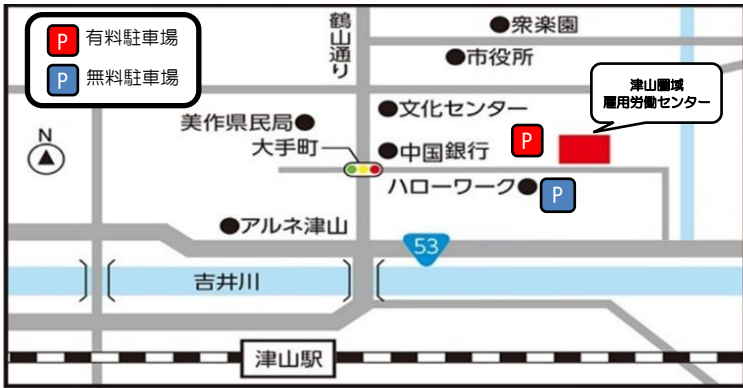 P 有料駐車場
P 無料駐車場
鶴山通り
●衆楽園
●市役所
津山圏域
雇用労働センター
●文化センター
美作県民局●
大手町
●中国銀行
P
N
ハローワーク●
P
●アルネ津山
53
吉井川
津山駅